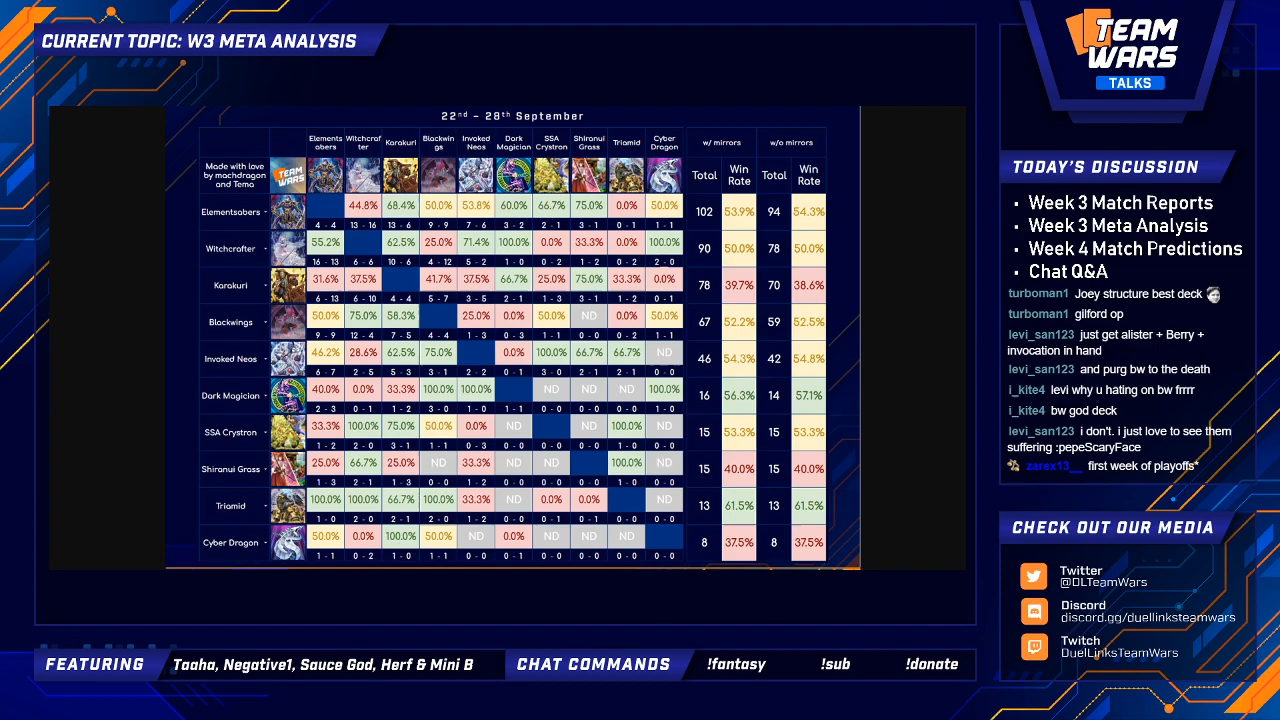 CURRENT TOPIC: W3 META ANALYSIS
TEAM
WARS
TALKS
22nd – 28th September
Made with love
by machdragon
and Tema
TEAM
WARS
Elements
abers
Witchcraf
ter
Karakuri
Blackwin
gs
Invoked
Neos
Dark
Magician
SSA
Crystron
Shiranui
Grass
Triamid
Cyber
Dragon
w/ mirrors
w/o mirrors
Total
Win
Rate
Total
Win
Rate
Elementsabers
44.8% 68.4% 50.0% 53.8% 60.0% 66.7% 75.0% 0.0% 50.0%
4 - 4 13 - 16 13 - 6 9 - 9 7 - 6 3 - 2 2 - 1 3 - 1 0 - 1 1 - 1
102 53.9% 94 54.3%
Witchcrafter
55.2% 62.5% 25.0% 71.4% 100.0% 0.0% 33.3% 0.0% 100.0%
16 - 13 6 - 6 10 - 6 4 - 12 5 - 2 1 - 0 0 - 2 1 - 2 0 - 2 2 - 0
90 50.0% 78 50.0%
Karakuri
31.6% 37.5% 41.7% 37.5% 66.7% 25.0% 75.0% 33.3% 0.0%
6 - 13 6 - 10 4 - 4 5 - 7 3 - 5 2 - 1 1 - 3 3 - 1 1 - 2 0 - 1
78 39.7% 70 38.6%
Blackwings
50.0% 75.0% 58.3% 25.0% 0.0% 50.0% ND 0.0% 50.0%
9 - 9 12 - 4 7 - 5 4 - 4 1 - 3 0 - 3 1 - 1 0 - 0 0 - 2 1 - 1
67 52.2% 59 52.5%
Invoked Neos
46.2% 28.6% 62.5% 75.0% 0.0% 100.0% 66.7% 66.7% ND
6 - 7 2 - 5 5 - 3 3 - 1 2 - 2 0 - 1 3 - 0 2 - 1 2 - 1 0 - 0
46 54.3% 42 54.8%
Dark Magician
40.0% 0.0% 33.3% 100.0% 100.0% ND ND ND 100.0%
2 - 3 0 - 1 1 - 2 3 - 0 1 - 0 1 - 1 0 - 0 0 - 0 0 - 0 1 - 0
16 56.3% 14 57.1%
SSA Crystron
33.3% 100.0% 75.0% 50.0% 0.0% ND ND 100.0% ND
1 - 2 2 - 0 3 - 1 1 - 1 0 - 3 0 - 0 0 - 0 0 - 0 1 - 0 0 - 0
15 53.3% 15 53.3%
Shiranui Grass
25.0% 66.7% 25.0% ND 33.3% ND ND 100.0% ND
1 - 3 2 - 1 1 - 3 0 - 0 1 - 2 0 - 0 0 - 0 0 - 0 1 - 0 0 - 0
15 40.0% 15 40.0%
Triamid
100.0% 100.0% 66.7% 100.0% 33.3% ND 0.0% 0.0% ND
1 - 0 2 - 0 2 - 1 2 - 0 1 - 2 0 - 0 0 - 1 0 - 1 0 - 0 0 - 0
13 61.5% 13 61.5%
Cyber Dragon
50.0% 0.0% 100.0% 50.0% ND 0.0% ND ND ND
1 - 1 0 - 2 1 - 0 1 - 1 0 - 0 0 - 1 0 - 0 0 - 0 0 - 0 0 - 0
8 37.5% 8 37.5%
TODAY'S DISCUSSION
· Week 3 Match Reports
· Week 3 Meta Analysis
· Week 4 Match Predictions
· Chat Q&A
turboman1 Joey structure best deck
turboman1 gilford op
levi_san123 just get alister + Berry +
invocation in hand
levi_san123 and purg bw to the death
i_kite4 levi why u hating on bw frrrr
i_kite4 bw god deck
levi_san123 i don't. i just love to see them
suffering :pepeScaryFace
zarex13__ first week of playoffs*
CHECK OUT OUR MEDIA
Twitter
@DLTeamWars
Discord
discord.gg/duellinksteamwars
Twitch
DuelLinksTeamWars
FEATURING Taaha, Negative1, Sauce God, Herf & Mini B
CHAT COMMANDS !fantasy !sub !donate